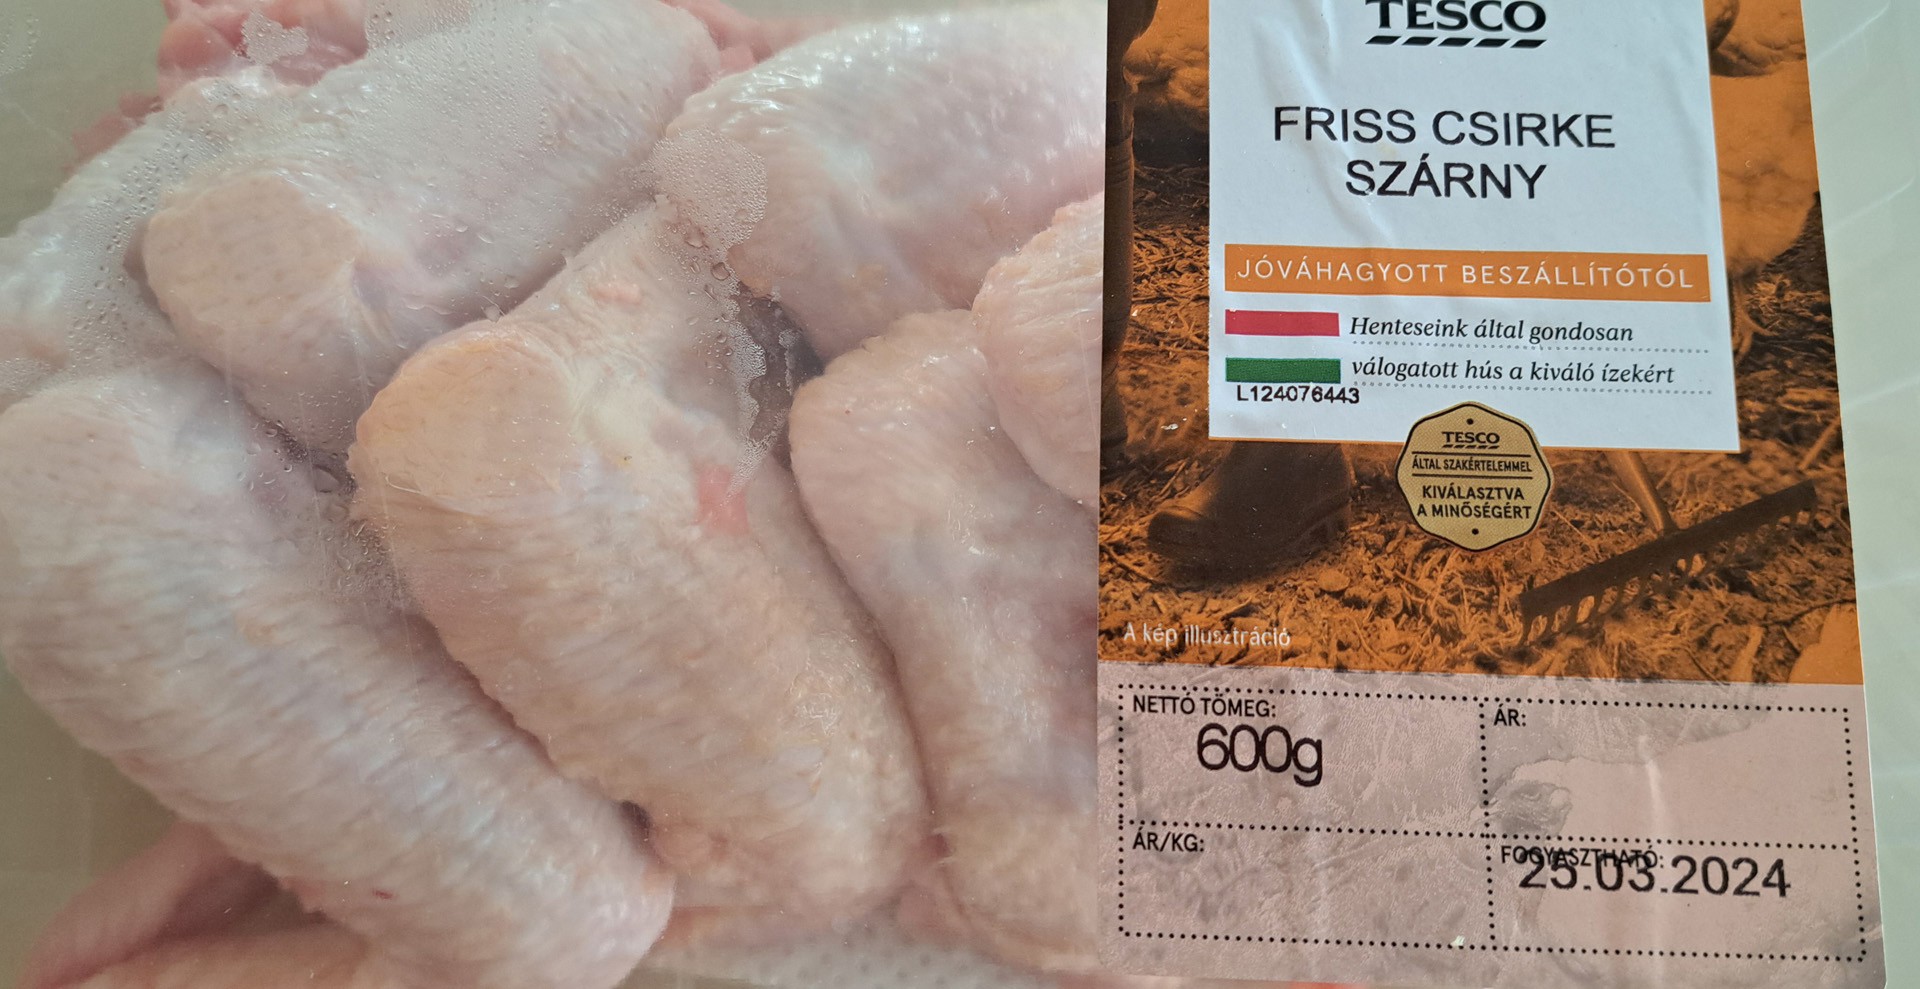 TESCO
FRISS CSIRKE
SZÁRNY
JÓVÁHAGYOTT BESZÁLLÍTÓTÓL
Henteseink által gondosan
válogatott hús a kiváló ízekért
L124076443
TESCO
ÁLTAL SZAKÉRTELEMMEL
KIVÁLASZTVA
A MINŐSÉGÉRT
A kép illusztráció
NETTÓ TÖMEG:
600g
ÁR:
ÁR/KG:
FOGYASZTHATÓ:
25.03.2024